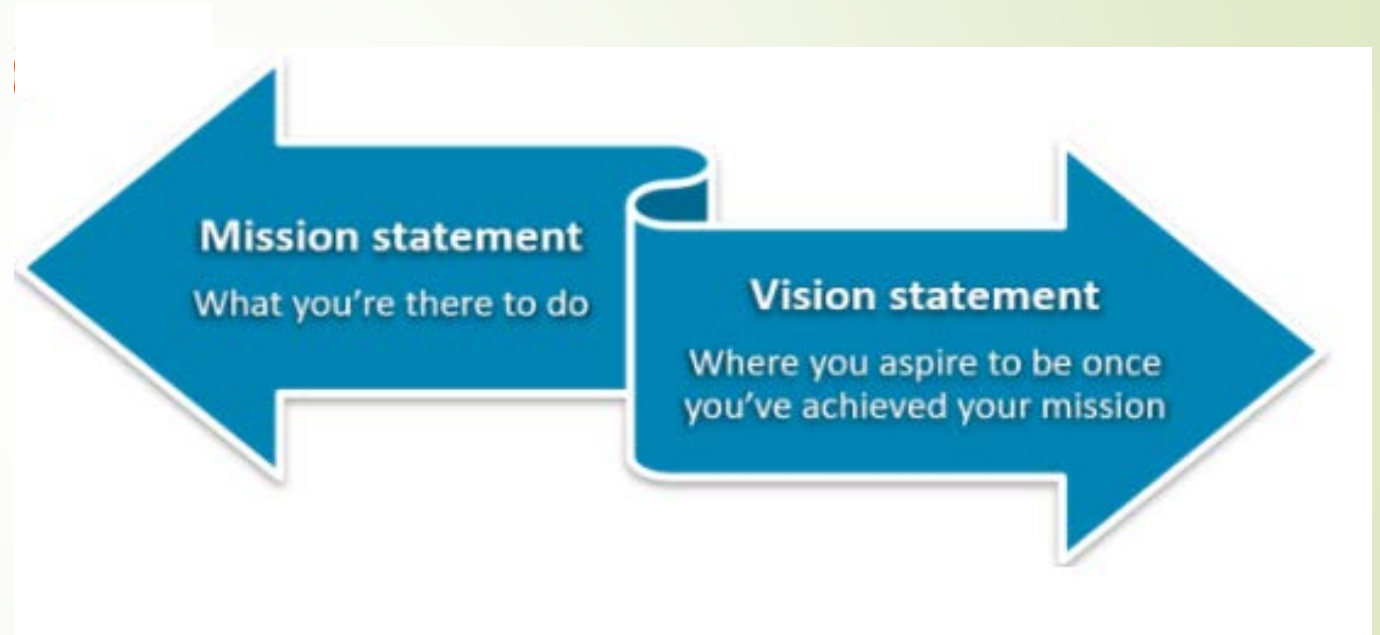 Mission statement
What you're there to do
Vision statement
Where you aspire to be once
you've achieved your mission